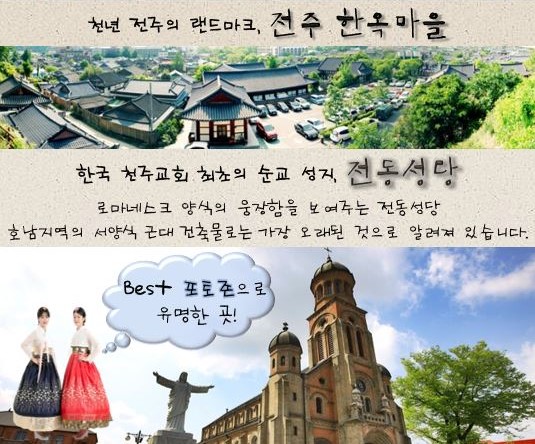 천년 전주의 랜드마크, 전주 한옥마을
한국 천주교회 최초의 순교 성지, 전동성당
로마네스크 양식의 웅장함을 보여주는 전동성당
호남지역의 서양식 근대 건축물로는 가장 오래된 것으로 알려져 있습니다.
Best 포토존으로
유명한 곳!